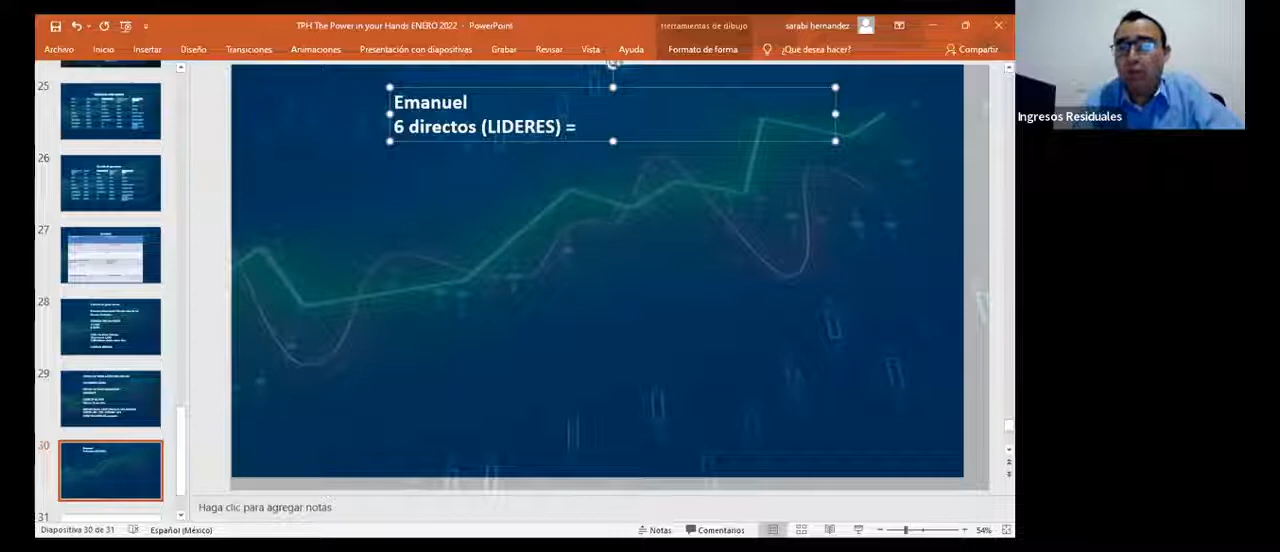 TPH The Power in your Hands ENERO 2022 - PowerPoint
Herramientas de dibujo
sarabi hernandez
Archivo
Inicio
Insertar
Diseño
Transiciones
Animaciones
Presentación con diapositivas
Grabar
Revisar
Vista
Ayuda
Formato de forma
¿Qué desea hacer?
Compartir
25
26
27
28
29
30
31
Emanuel
6 directos (LIDERES) =
Ingresos Residuales
Haga clic para agregar notas
Diapositiva 30 de 31
Español (México)
Notas
Comentarios
54%